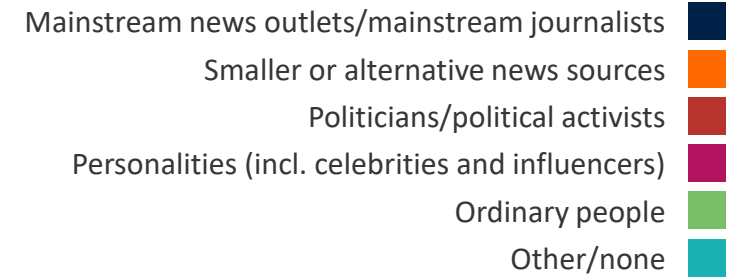 Mainstream news outlets/mainstream journalists
Smaller or alternative news sources
Politicians/political activists
Personalities (incl. celebrities and influencers)
Ordinary people
Other/none